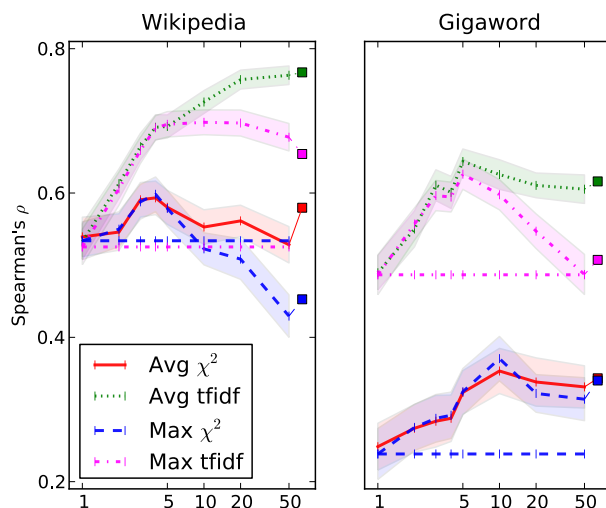 Wikipedia
Gigaword
0.8
0.6
0.4
0.2
Spearman's ρ
Avg χ²
Avg tfidf
Max χ²
Max tfidf
1 5 10 20 50
1 5 10 20 50